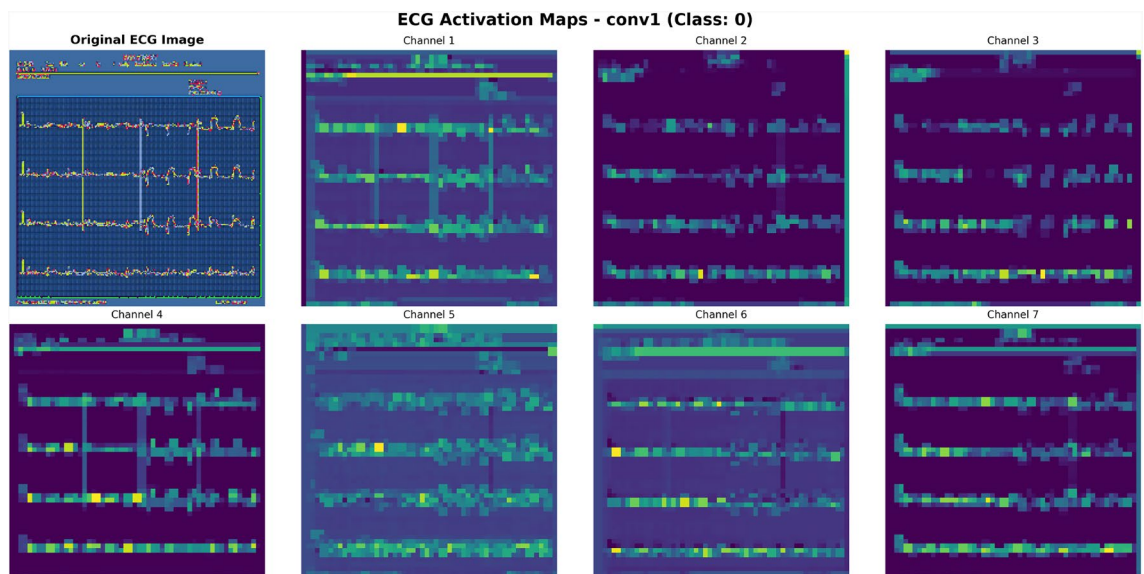 ECG Activation Maps - conv1 (Class: 0)
Original ECG Image
Channel 1
Channel 2
Channel 3
Channel 4
Channel 5
Channel 6
Channel 7